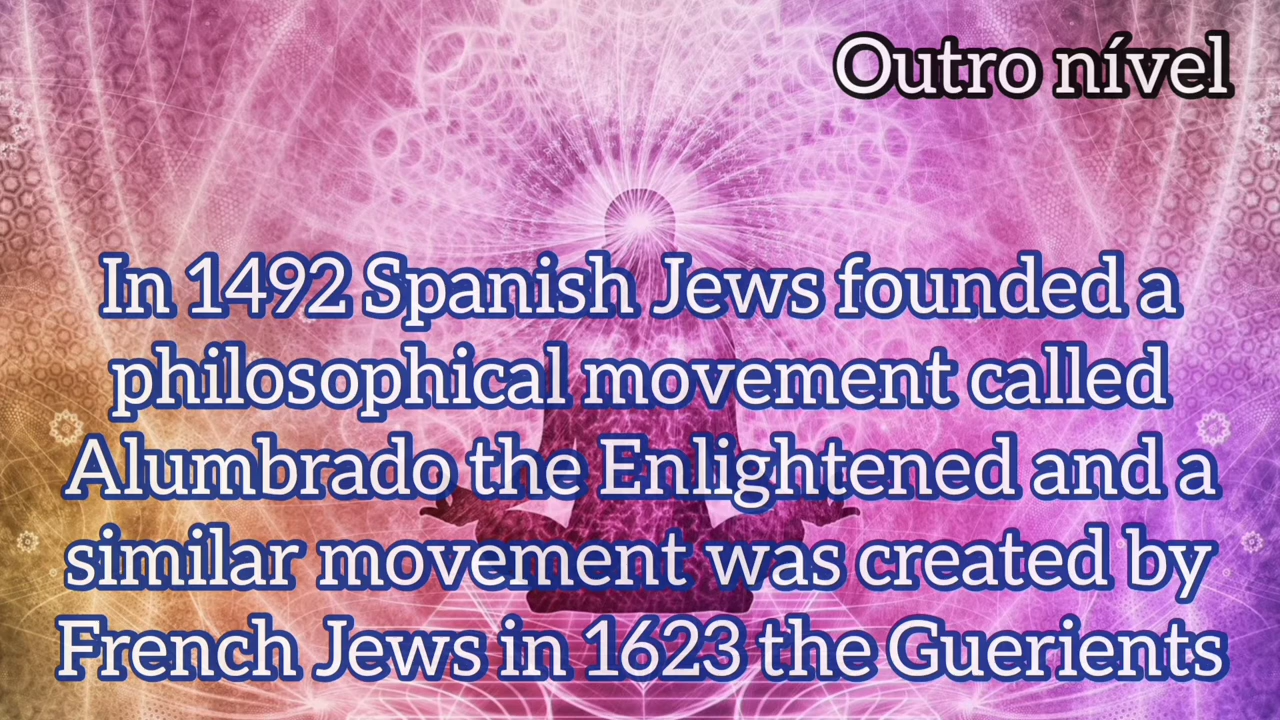 Outro nível
In 1492 Spanish Jews founded a
philosophical movement called
Alumbrado the Enlightened and a
similar movement was created by
French Jews in 1623 the Guerients